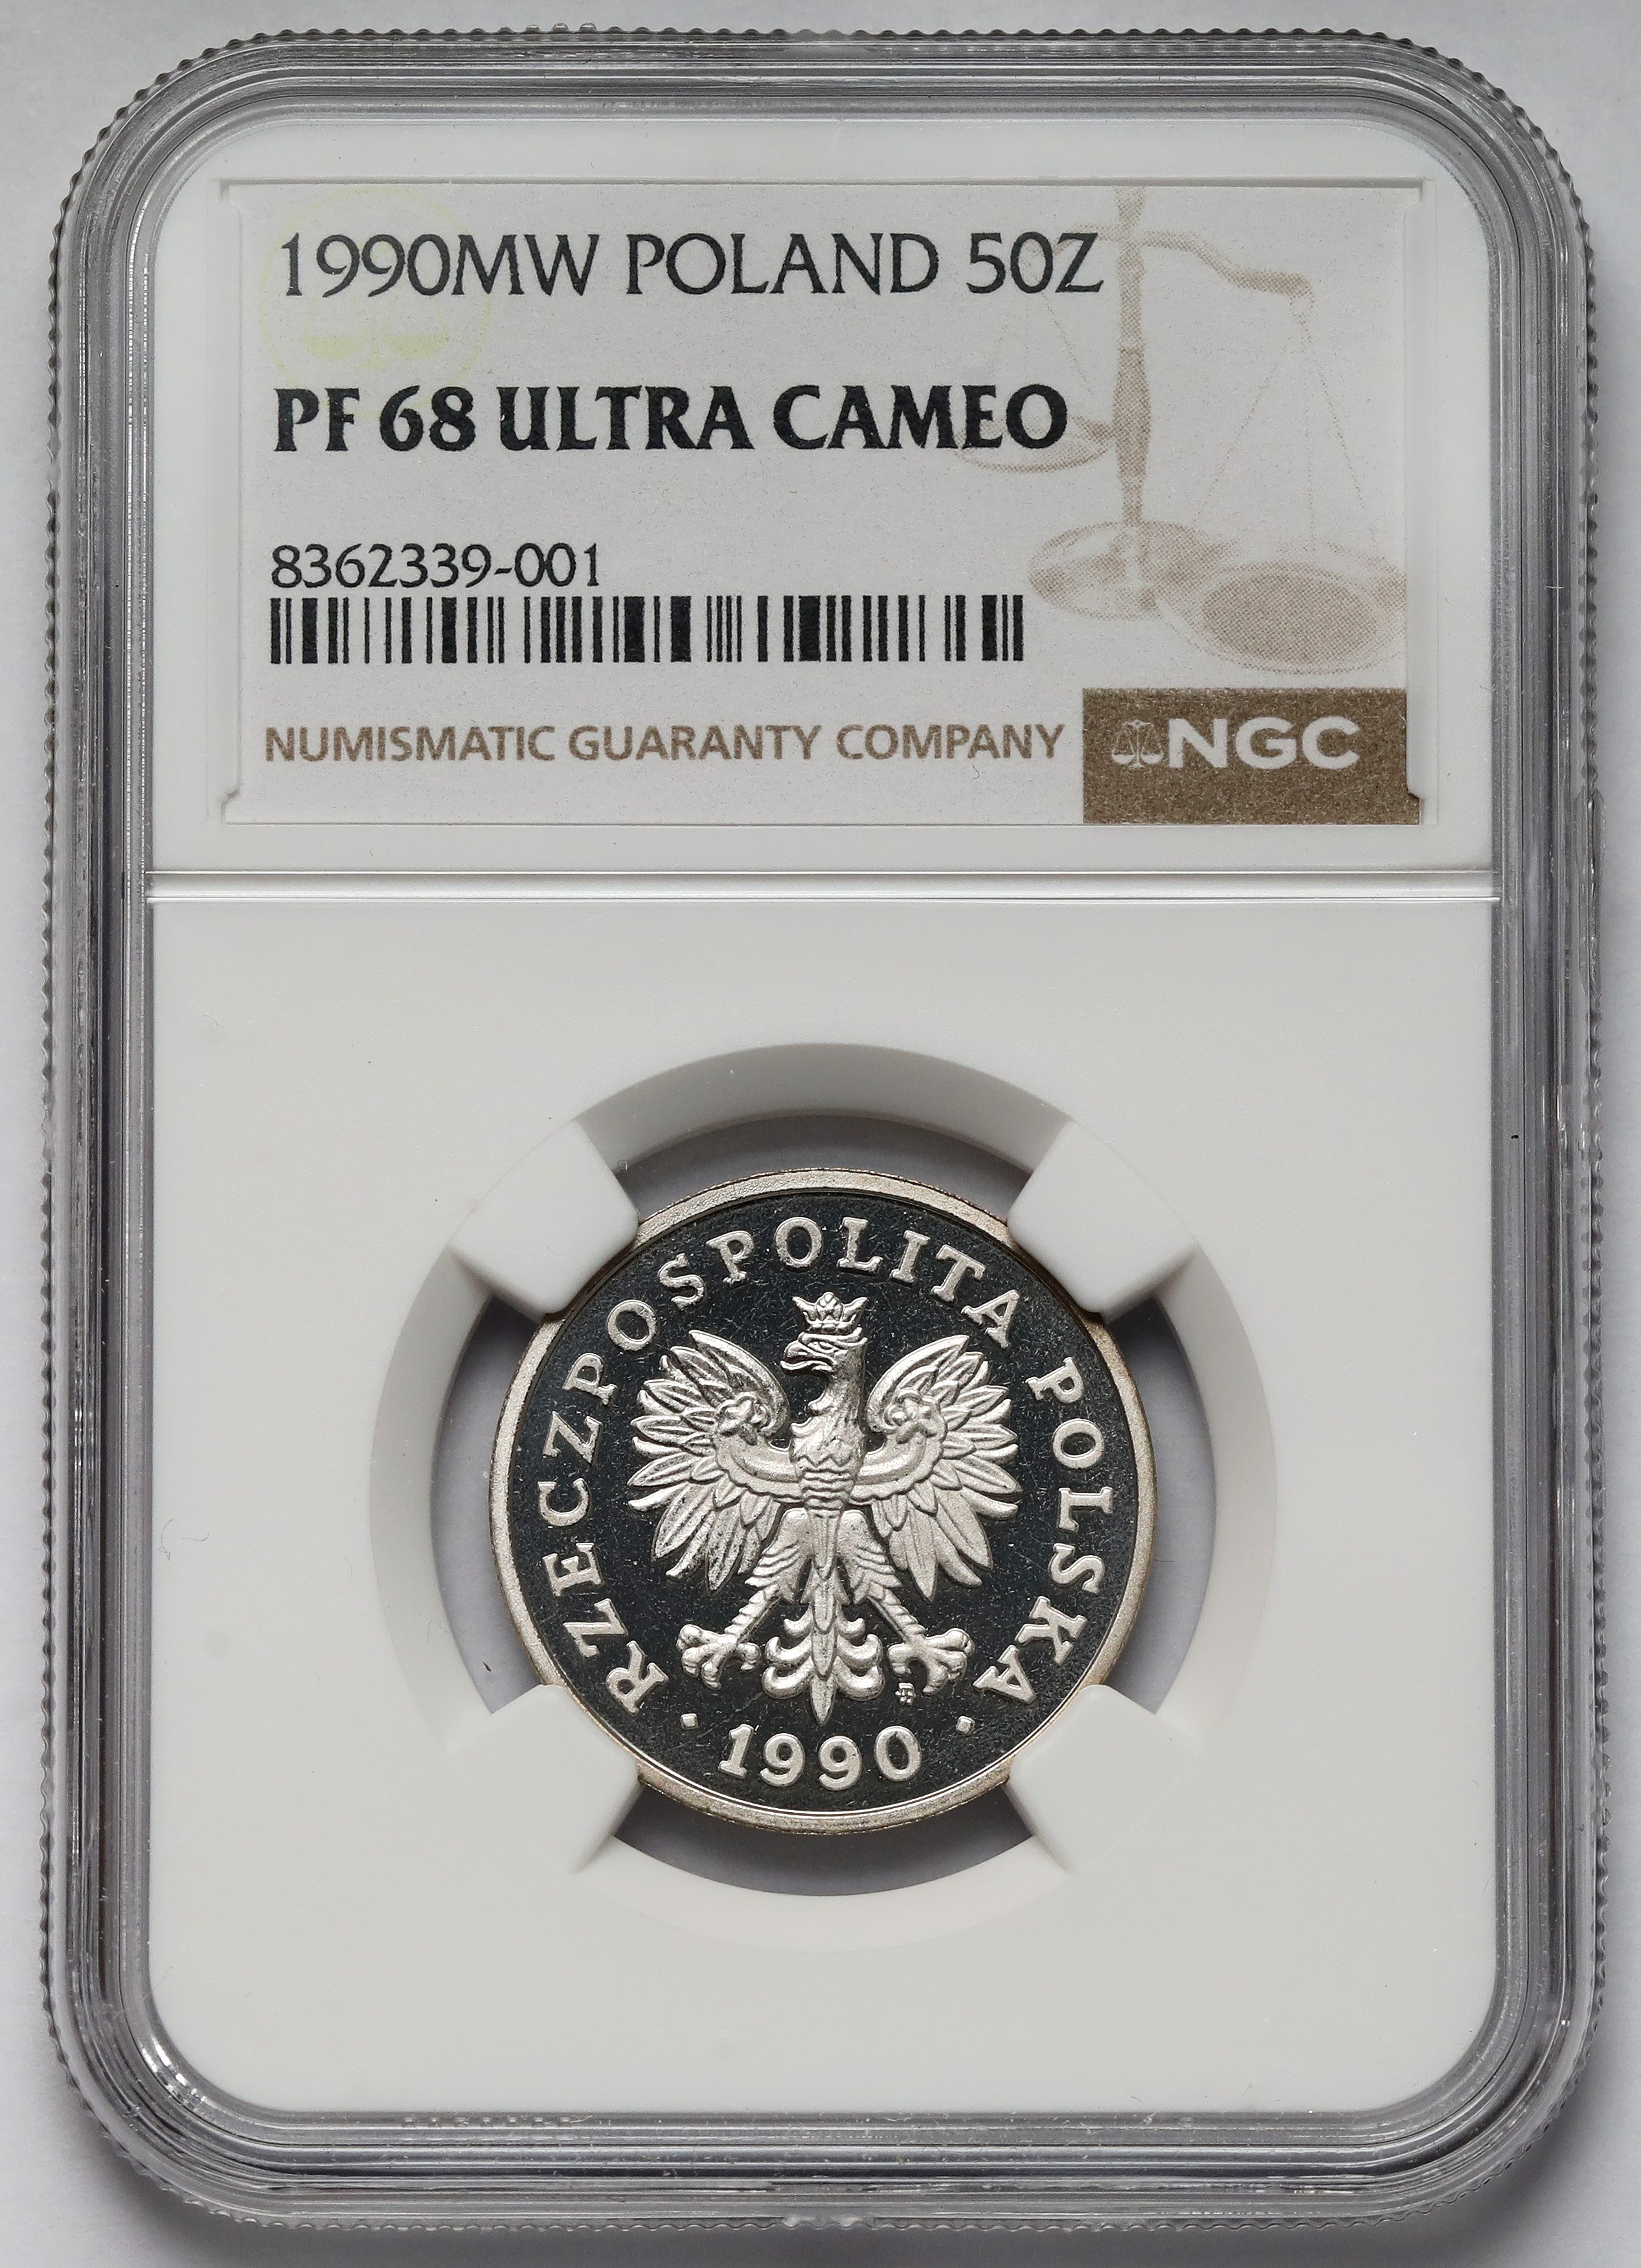 1990MW POLAND 50Z
PF 68 ULTRA CAMEO
8362339-001
NUMISMATIC GUARANTY COMPANY
NGC
RZECZPOSPOLITA POLSKA
· 1990 ·